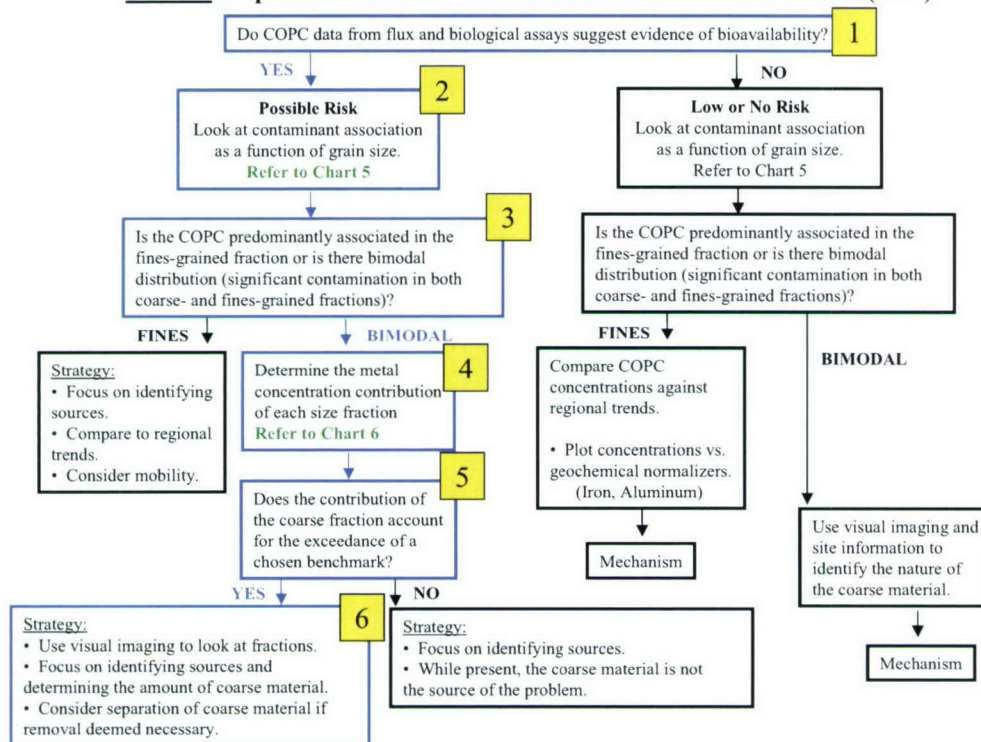 Do COPC data from flux and biological assays suggest evidence of bioavailability?
1
YES
NO
2
Possible Risk
Look at contaminant association
as a function of grain size.
Refer to Chart 5
Low or No Risk
Look at contaminant association
as a function of grain size.
Refer to Chart 5
3
Is the COPC predominantly associated in the
fines-grained fraction or is there bimodal
distribution (significant contamination in both
coarse- and fines-grained fractions)?
Is the COPC predominantly associated in the
fines-grained fraction or is there bimodal
distribution (significant contamination in both
coarse- and fines-grained fractions)?
FINES
BIMODAL
FINES
BIMODAL
Strategy:
• Focus on identifying
sources.
• Compare to regional
trends.
• Consider mobility.
4
Determine the metal
concentration contribution
of each size fraction
Refer to Chart 6
Compare COPC
concentrations against
regional trends.
• Plot concentrations vs.
geochemical normalizers.
(Iron, Aluminum)
5
Does the contribution of
the coarse fraction account
for the exceedance of a
chosen benchmark?
Mechanism
Use visual imaging and
site information to
identify the nature of
the coarse material.
Mechanism
YES
NO
6
Strategy:
• Use visual imaging to look at fractions.
• Focus on identifying sources and
determining the amount of coarse material.
• Consider separation of coarse material if
removal deemed necessary.
Strategy:
• Focus on identifying sources.
• While present, the coarse material is not
the source of the problem.